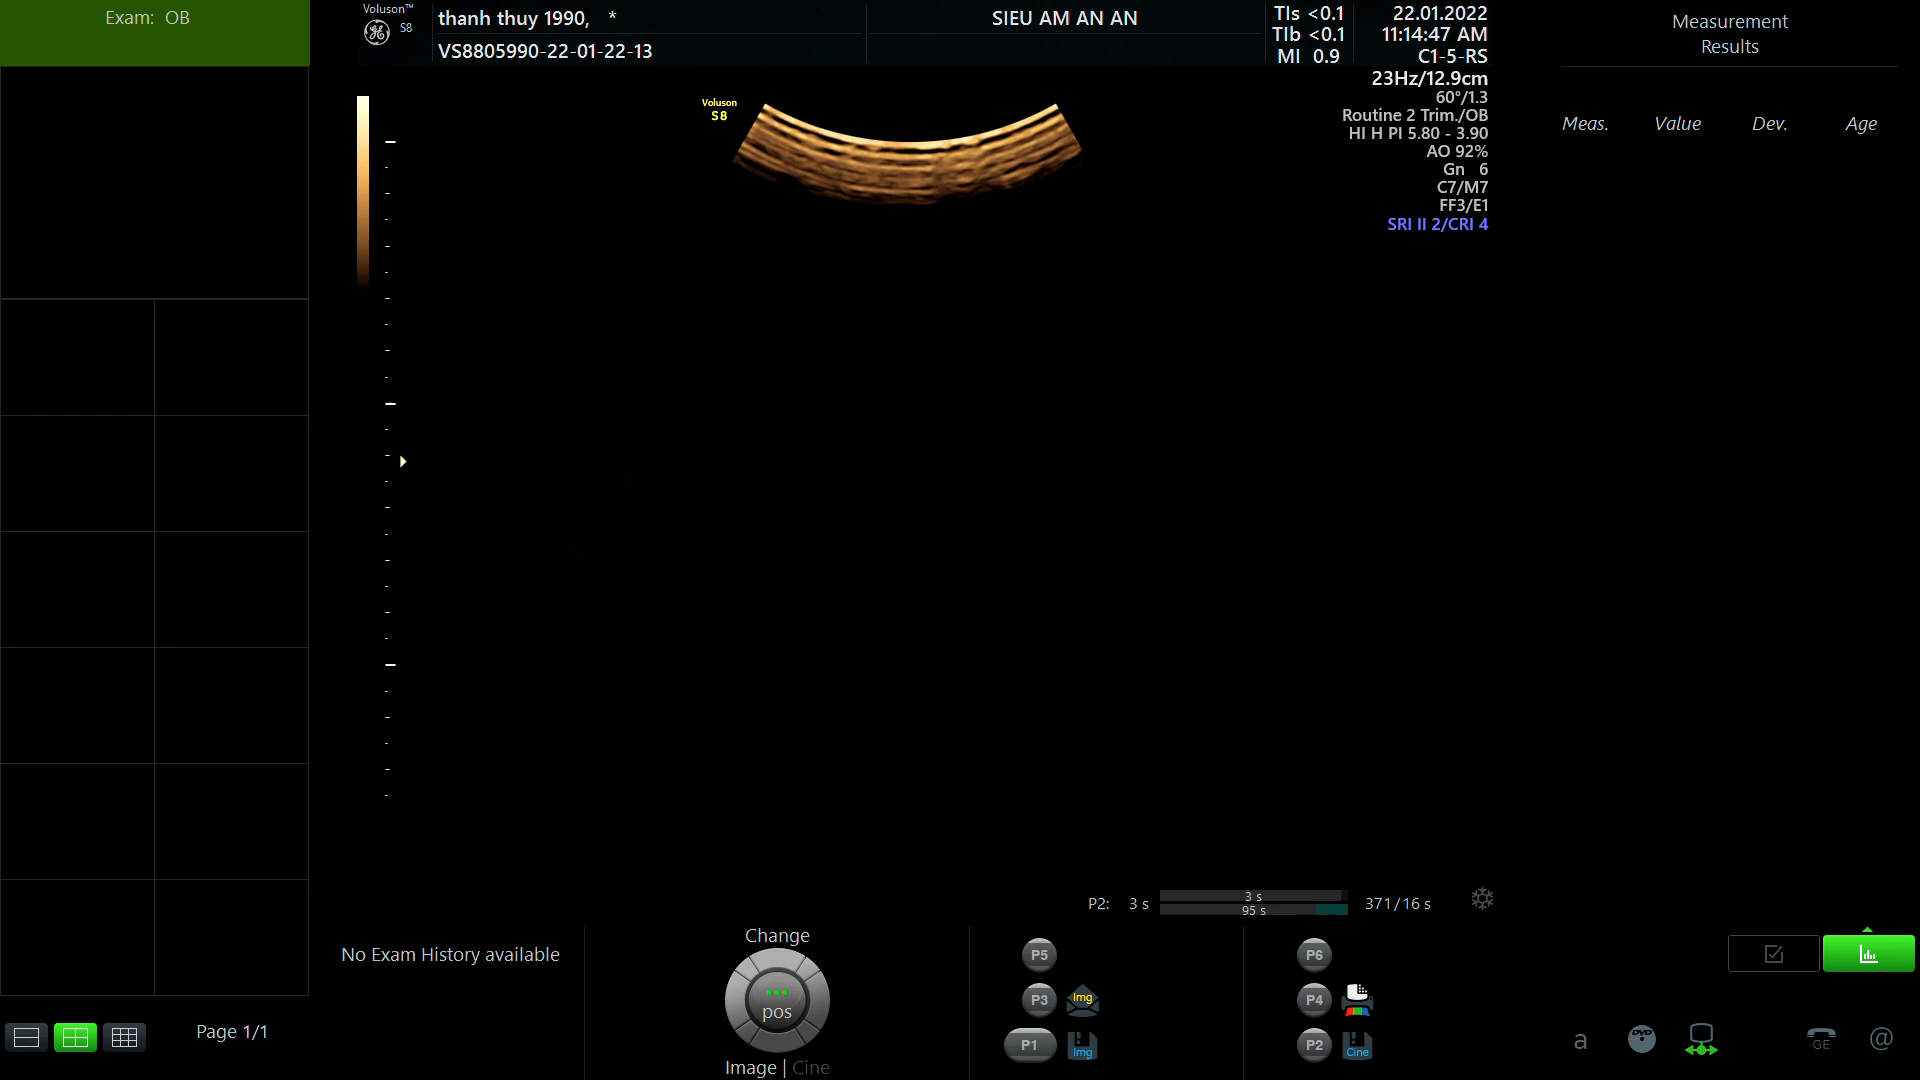 Exam: OB
Voluson™
S8
thanh thuy 1990, *
VS8805990-22-01-22-13
SIEU AM AN AN
TIs <0.1
TIb <0.1
MI 0.9
22.01.2022
11:14:47 AM
C1-5-RS
23Hz/12.9cm
60°/1.3
Routine 2 Trim./OB
HI H PI 5.80 - 3.90
AO 92%
Gn 6
C7/M7
FF3/E1
SRI II 2/CRI 4
Voluson
S8
Measurement
Results
Meas. Value Dev. Age
P2: 3 s
3 s
95 s
371/16 s
No Exam History available
Change
pos
Image | Cine
P5
P3 Img
P1 Img
P6
P4
P2 Cine
Page 1/1
a
DVD
GE
@